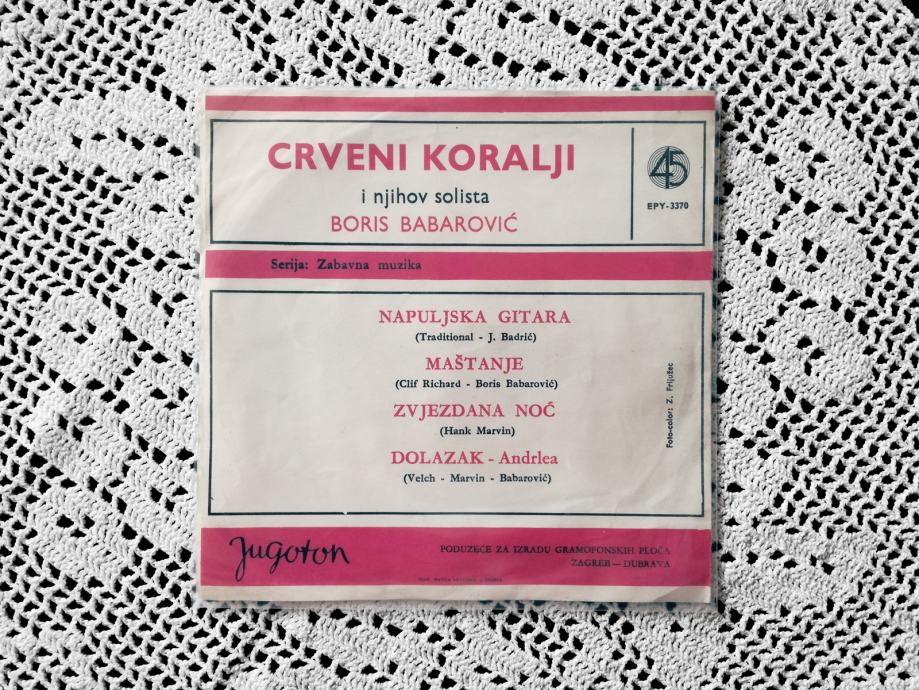 CRVENI KORALJI
i njihov solista
BORIS BABAROVIĆ
45
EPY-3370
Serija: Zabavna muzika
NAPULJSKA GITARA
(Traditional - J. Badrić)
MAŠTANJE
(Clif Richard - Boris Babarović)
ZVJEZDANA NOĆ
(Hank Marvin)
DOLAZAK - Andrlea
(Velch - Marvin - Babarović)
Foto-color: Z. Frljužec
Jugoton
PODUZEĆE ZA IZRADU GRAMOFONSKIH PLOČA
ZAGREB — DUBRAVA